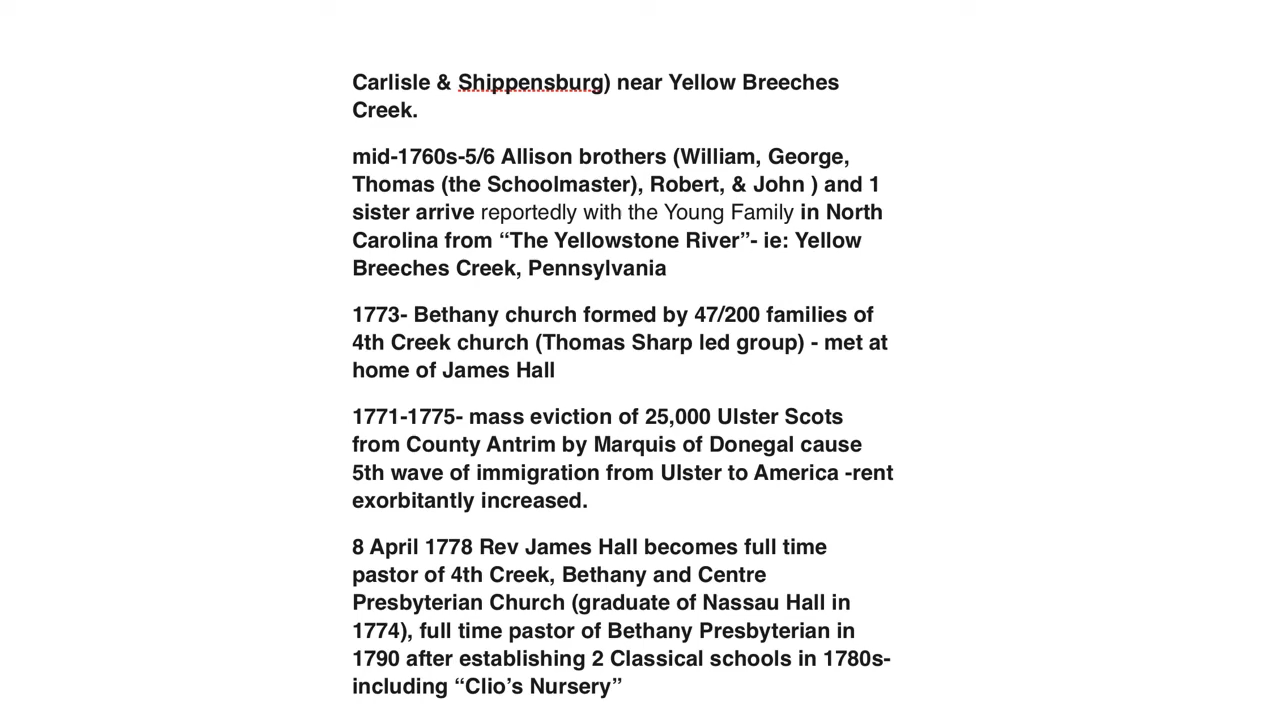 Carlisle & Shippensburg) near Yellow Breeches
Creek.
mid-1760s-5/6 Allison brothers (William, George,
Thomas (the Schoolmaster), Robert, & John ) and 1
sister arrive reportedly with the Young Family in North
Carolina from “The Yellowstone River”- ie: Yellow
Breeches Creek, Pennsylvania
1773- Bethany church formed by 47/200 families of
4th Creek church (Thomas Sharp led group) - met at
home of James Hall
1771-1775- mass eviction of 25,000 Ulster Scots
from County Antrim by Marquis of Donegal cause
5th wave of immigration from Ulster to America -rent
exorbitantly increased.
8 April 1778 Rev James Hall becomes full time
pastor of 4th Creek, Bethany and Centre
Presbyterian Church (graduate of Nassau Hall in
1774), full time pastor of Bethany Presbyterian in
1790 after establishing 2 Classical schools in 1780s-
including “Clio’s Nursery”